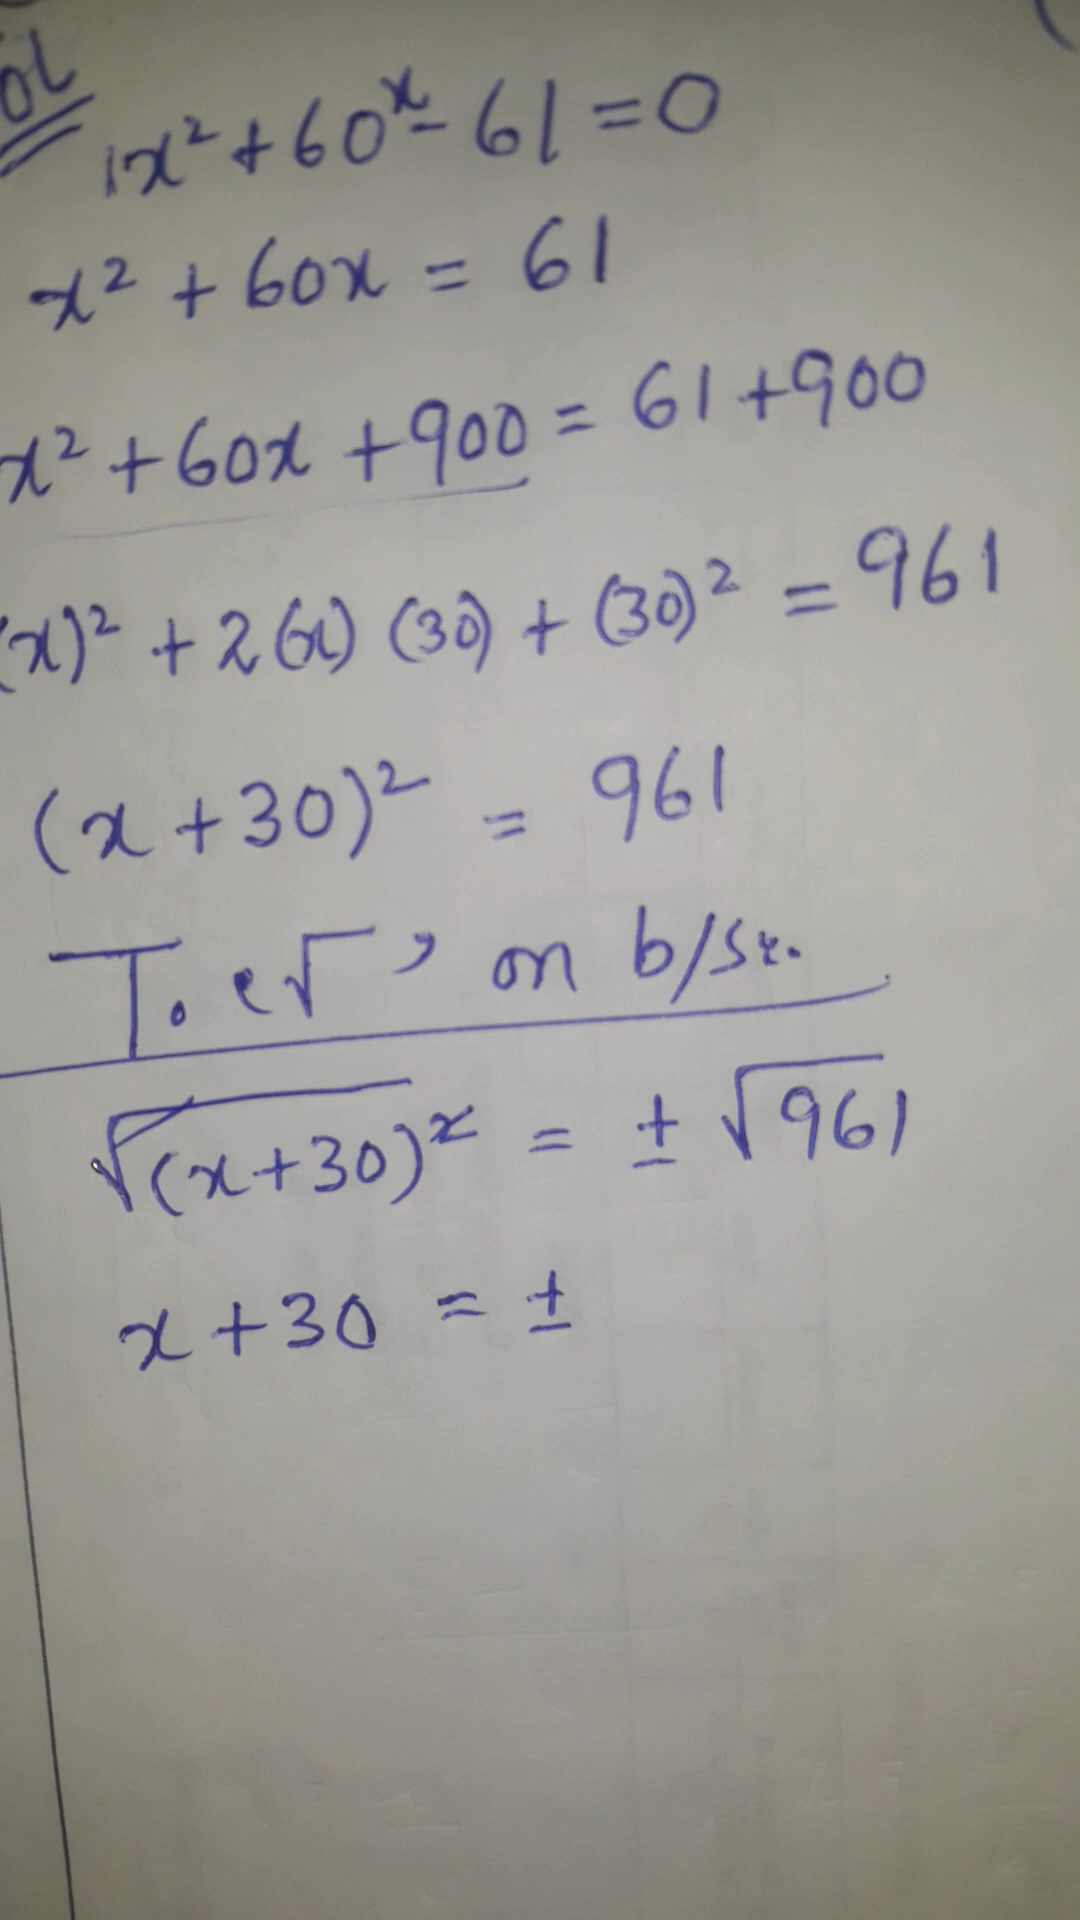 Sol
1x² + 60x - 61 = 0
x² + 60x = 61
x² + 60x + 900 = 61 + 900
(x)² + 2(x) (30) + (30)² = 961
(x + 30)² = 961
T. e√ ’ on b/s
√(x+30)² = ± √961
x + 30 = ±